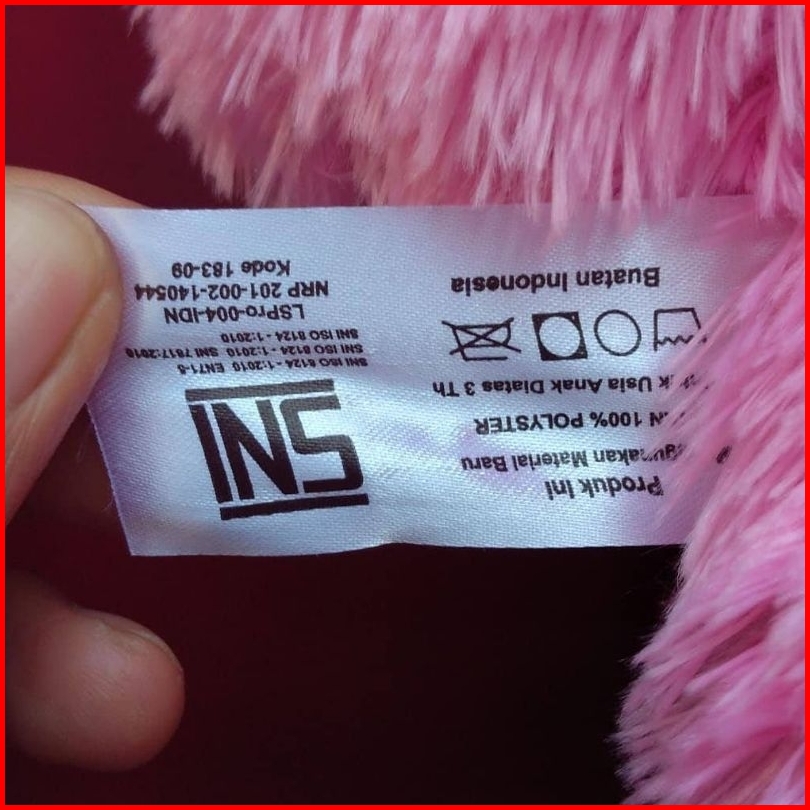 Produk Ini
Material Baru
100% POLYSTER
Usia Anak Diatas 3 Th
Buatan Indonesia
SNI
SNI ISO 8124 - 1:2010 EN71-5
SNI ISO 8124 - 1:2010 SNI 7617:2010
SNI ISO 8124 - 1:2010
LSPro-004-IDN
NRP 201-002-140544
Kode 183-09